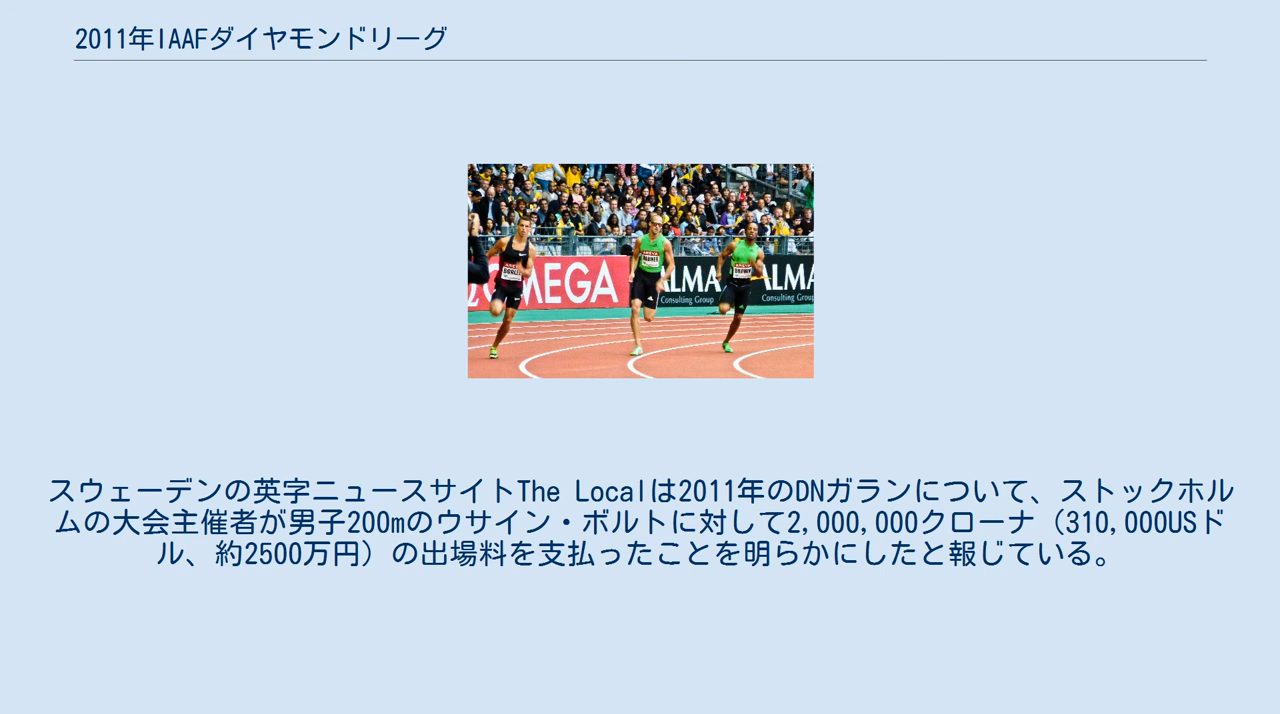 2011年IAAFダイヤモンドリーグ
OMEGA
ALMA
Consulting Group
ALMA
Consulting Group
スウェーデンの英字ニュースサイトThe Localは2011年のDNガランについて、ストックホル
ムの大会主催者が男子200mのウサイン・ボルトに対して2,000,000クローナ（310,000USド
ル、約2500万円）の出場料を支払ったことを明らかにしたと報じている。